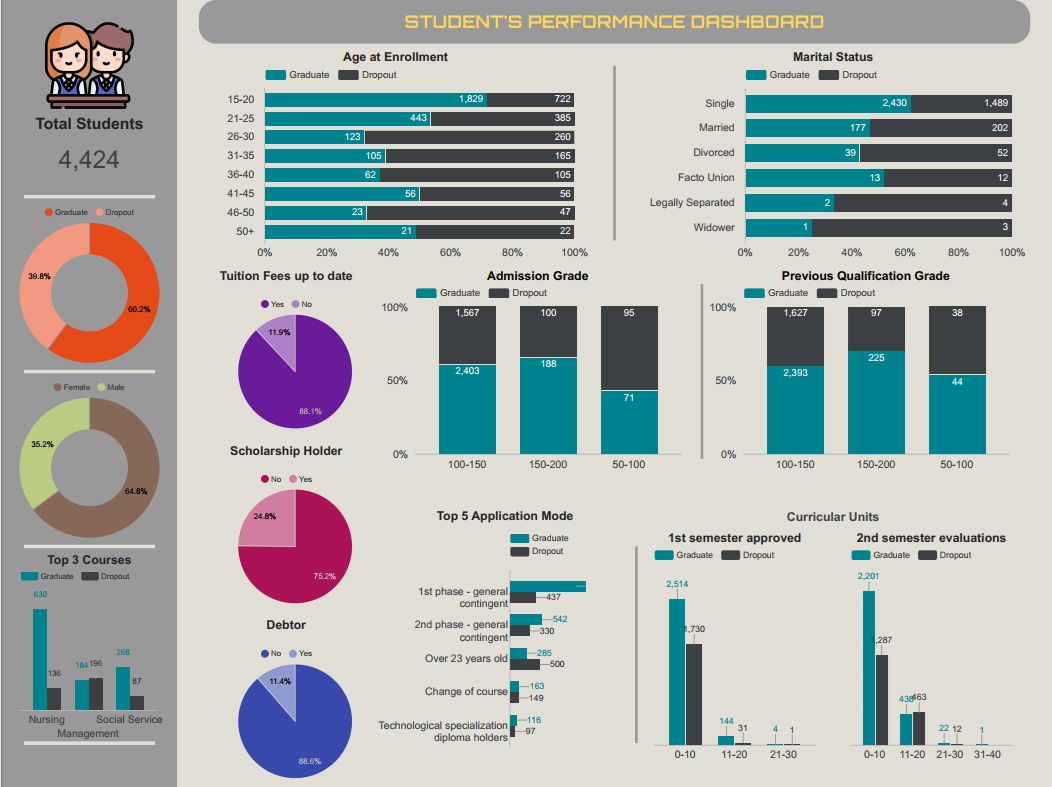 STUDENT'S PERFORMANCE DASHBOARD
Total Students
4,424
Graduate Dropout
39.8%
60.2%
Female Male
35.2%
64.8%
Top 3 Courses
Graduate Dropout
630
136
184 196
268
87
Nursing Social Service
Management
Age at Enrollment
Graduate Dropout
15-20 1,829 722
21-25 443 385
26-30 123 260
31-35 105 165
36-40 62 105
41-45 56 56
46-50 23 47
50+ 21 22
0% 20% 40% 60% 80% 100%
Marital Status
Graduate Dropout
Single 2,430 1,489
Married 177 202
Divorced 39 52
Facto Union 13 12
Legally Separated 2 4
Widower 1 3
0% 20% 40% 60% 80% 100%
Tuition Fees up to date
Yes No
11.9%
88.1%
Admission Grade
Graduate Dropout
100%
50%
0%
1,567 100 95
2,403 188 71
100-150 150-200 50-100
Previous Qualification Grade
Graduate Dropout
100%
50%
0%
1,627 97 38
2,393 225 44
100-150 150-200 50-100
Scholarship Holder
No Yes
24.8%
75.2%
Debtor
No Yes
11.4%
88.6%
Top 5 Application Mode
Graduate
Dropout
1st phase - general
contingent
437
2nd phase - general
contingent
542
330
Over 23 years old
285
500
Change of course
163
149
Technological specialization
diploma holders
116
97
Curricular Units
1st semester approved
Graduate Dropout
2,514
1,730
144
31
4 1
0-10 11-20 21-30
2nd semester evaluations
Graduate Dropout
2,201
1,287
438 463
22 12 1
0-10 11-20 21-30 31-40